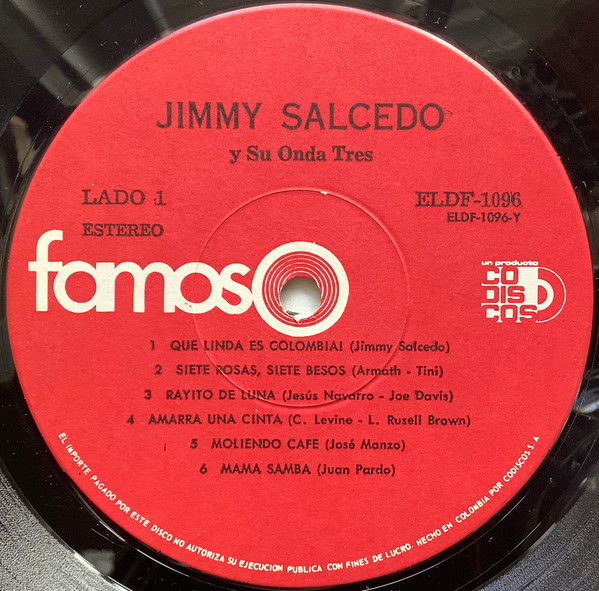 JIMMY SALCEDO
y Su Onda Tres
LADO 1
ESTEREO
ELDF-1096
ELDF-1096-Y
famoso
un producto
CO
DIS
COS
1 QUE LINDA ES COLOMBIA! (Jimmy Salcedo)
2 SIETE ROSAS, SIETE BESOS (Armath - Tini)
3 RAYITO DE LUNA (Jesús Navarro - Joe Davis)
4 AMARRA UNA CINTA (C. Levine - L. Rusell Brown)
5 MOLIENDO CAFE (José Manzo)
6 MAMA SAMBA (Juan Pardo)
EL IMPORTE PAGADO POR ESTE DISCO NO AUTORIZA SU EJECUCION PUBLICA CON FINES DE LUCRO. HECHO EN COLOMBIA POR CODISCOS S. A.